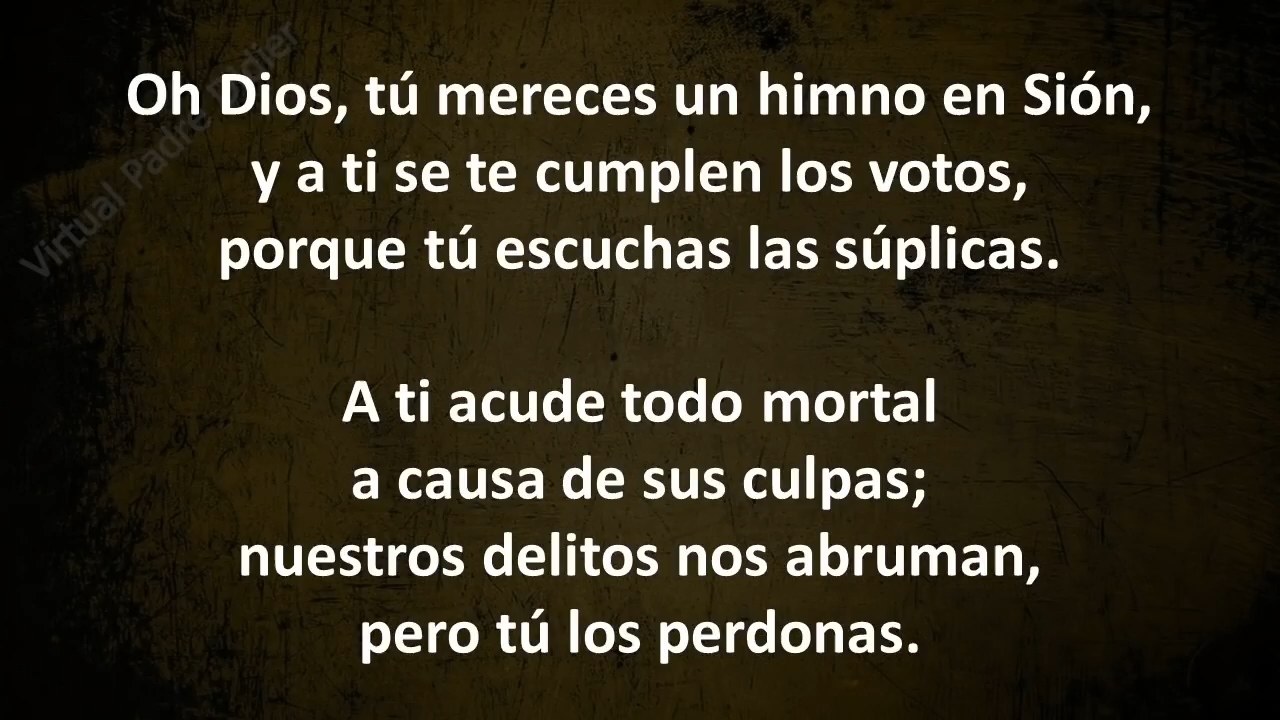 Oh Dios, tú mereces un himno en Sión,
y a ti se te cumplen los votos,
porque tú escuchas las súplicas.
A ti acude todo mortal
a causa de sus culpas;
nuestros delitos nos abruman,
pero tú los perdonas.
Virtual Padre